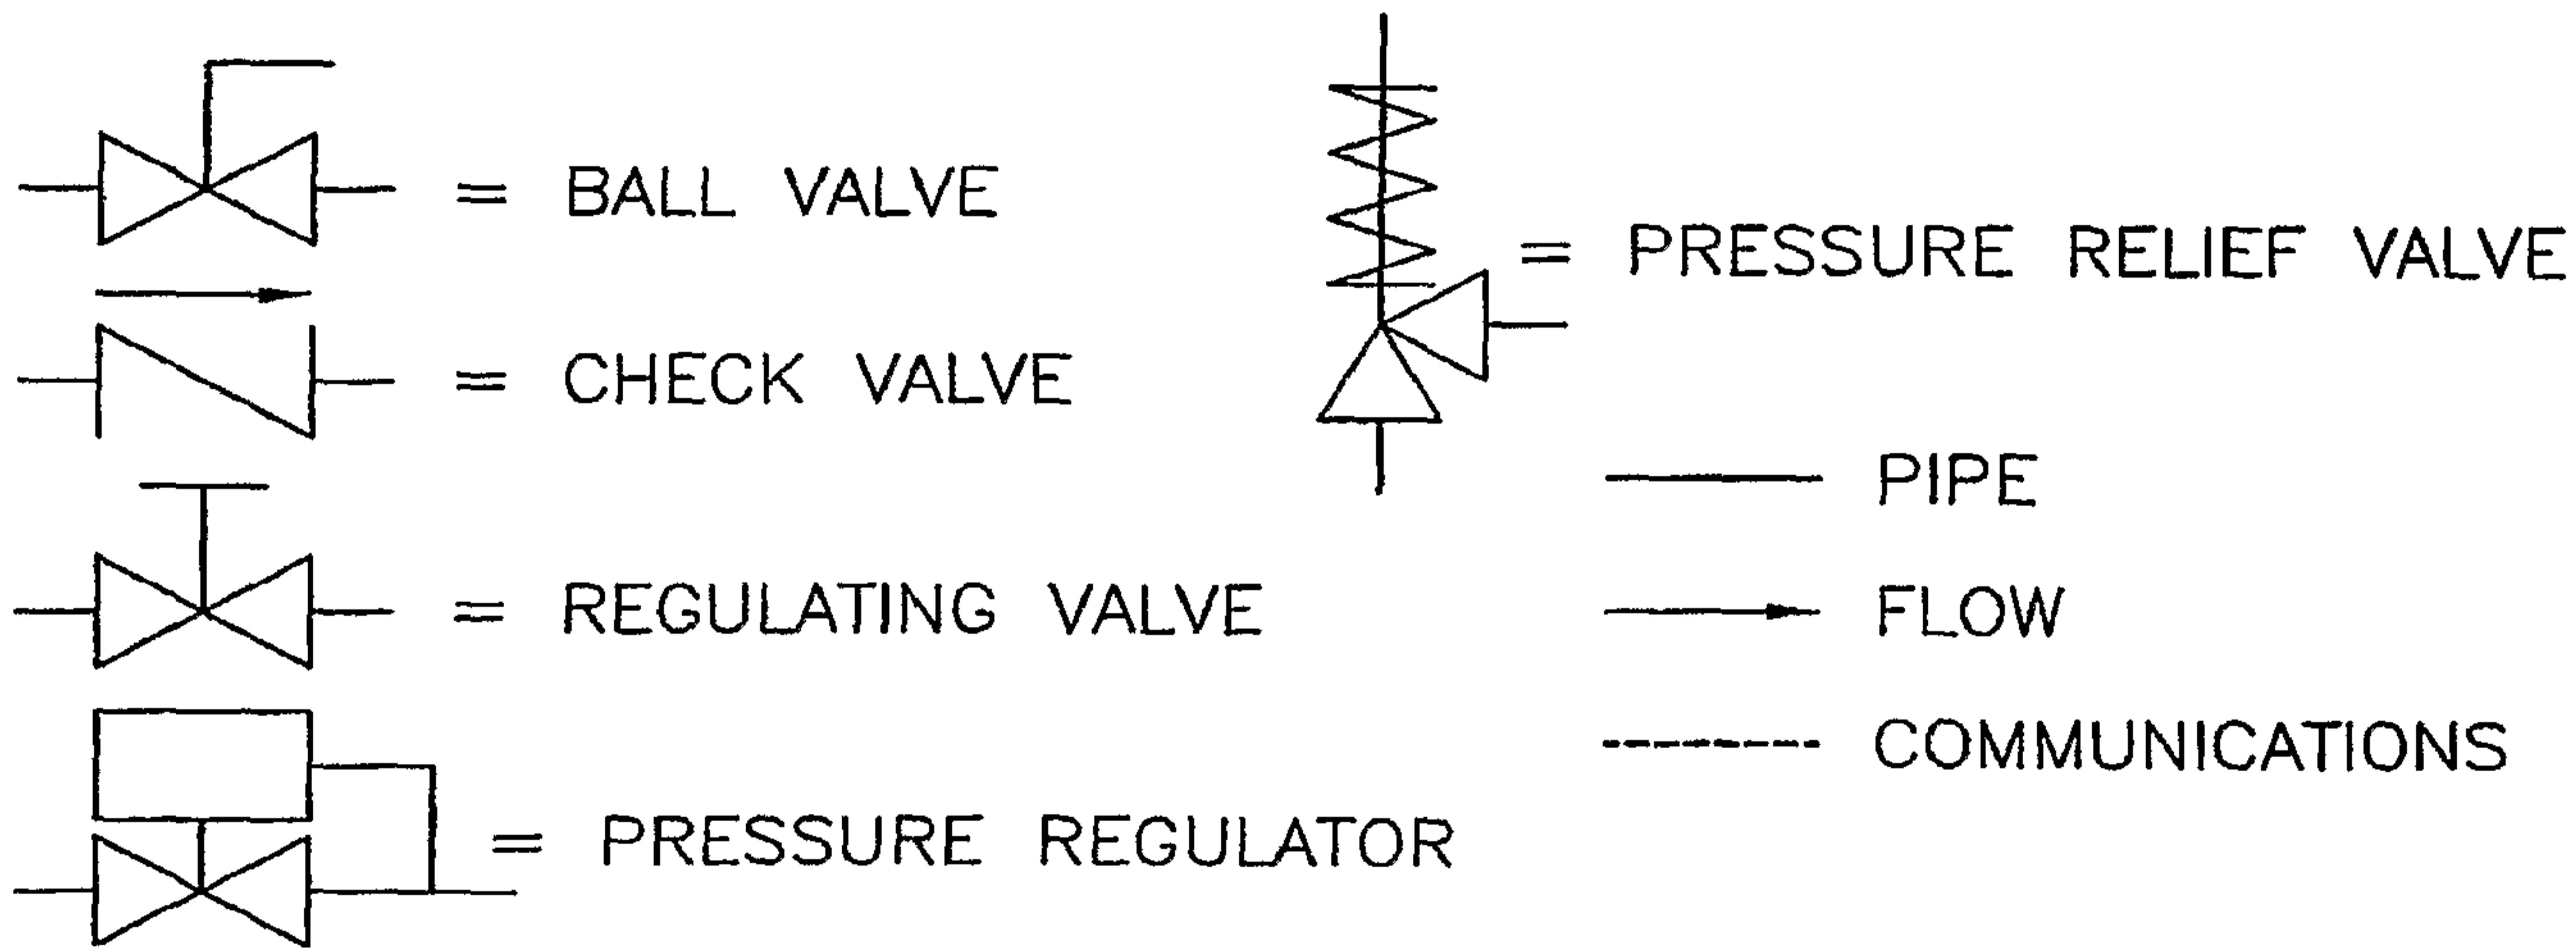 = BALL VALVE
= CHECK VALVE
= REGULATING VALVE
= PRESSURE REGULATOR
= PRESSURE RELIEF VALVE
PIPE
FLOW
COMMUNICATIONS